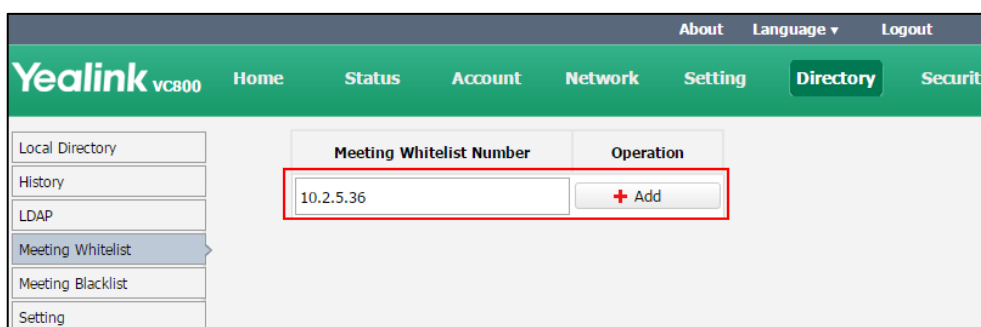 About Language ▾ Logout
Yealink VC800 Home Status Account Network Setting Directory Securit
Local Directory
Meeting Whitelist Number Operation
History
10.2.5.36 + Add
LDAP
Meeting Whitelist
Meeting Blacklist
Setting